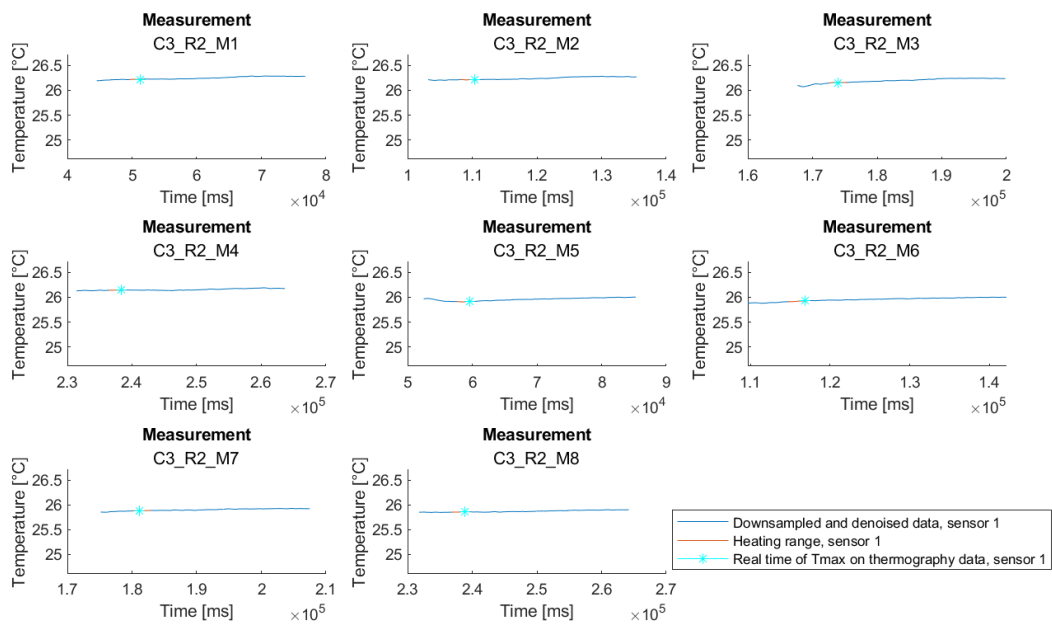 Measurement
C3_R2_M1
Temperature [°C]
26.5
26
25.5
25
4 5 6 7 8
Time [ms]
×10^4
Measurement
C3_R2_M2
Temperature [°C]
26.5
26
25.5
25
1 1.1 1.2 1.3 1.4
Time [ms]
×10^5
Measurement
C3_R2_M3
Temperature [°C]
26.5
26
25.5
25
1.6 1.7 1.8 1.9 2
Time [ms]
×10^5
Measurement
C3_R2_M4
Temperature [°C]
26.5
26
25.5
25
2.3 2.4 2.5 2.6 2.7
Time [ms]
×10^5
Measurement
C3_R2_M5
Temperature [°C]
26.5
26
25.5
25
5 6 7 8 9
Time [ms]
×10^4
Measurement
C3_R2_M6
Temperature [°C]
26.5
26
25.5
25
1.1 1.2 1.3 1.4
Time [ms]
×10^5
Measurement
C3_R2_M7
Temperature [°C]
26.5
26
25.5
25
1.7 1.8 1.9 2 2.1
Time [ms]
×10^5
Measurement
C3_R2_M8
Temperature [°C]
26.5
26
25.5
25
2.3 2.4 2.5 2.6 2.7
Time [ms]
×10^5
Downsampled and denoised data, sensor 1
Heating range, sensor 1
Real time of Tmax on thermography data, sensor 1